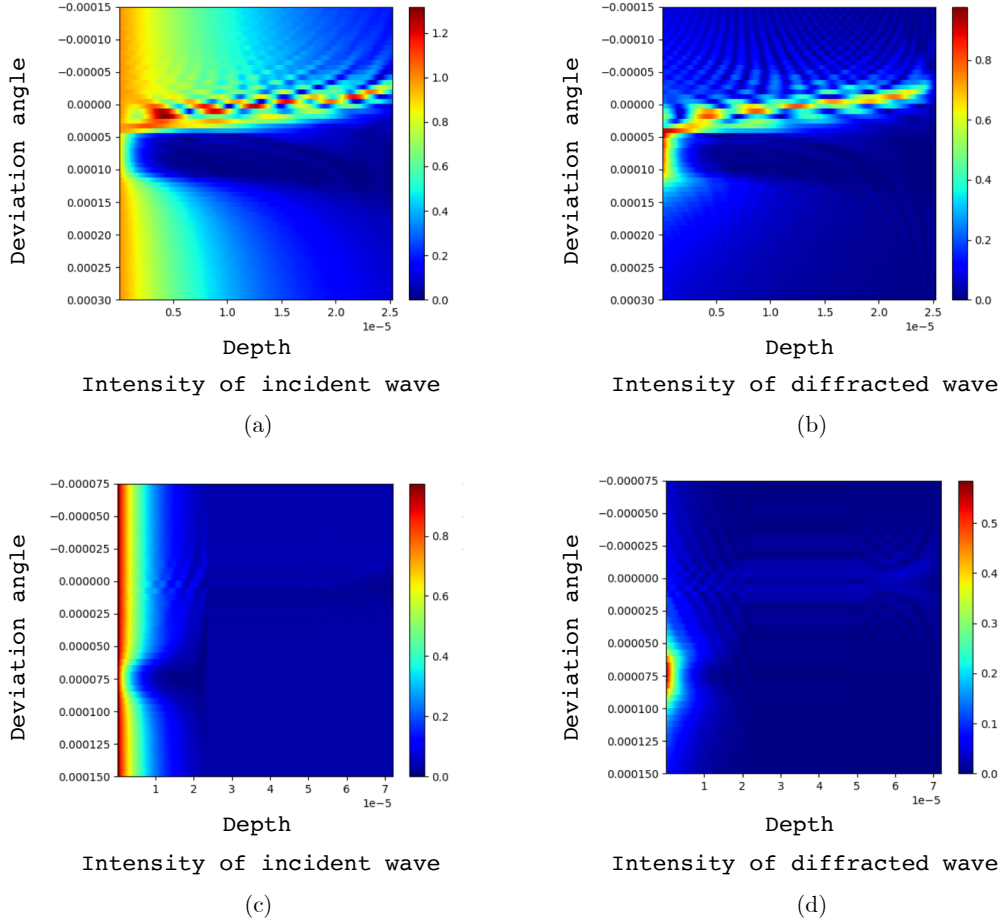 −0.00015
−0.00010
−0.00005
0.00000
0.00005
0.00010
0.00015
0.00020
0.00025
0.00030
Deviation angle
0.5 1.0 1.5 2.0 2.5
1e-5
1.2
1.0
0.8
0.6
0.4
0.2
0.0
Depth
Intensity of incident wave
(a)
−0.00015
−0.00010
−0.00005
0.00000
0.00005
0.00010
0.00015
0.00020
0.00025
0.00030
Deviation angle
0.5 1.0 1.5 2.0 2.5
1e-5
0.8
0.6
0.4
0.2
0.0
Depth
Intensity of diffracted wave
(b)
−0.000075
−0.000050
−0.000025
0.000000
0.000025
0.000050
0.000075
0.000100
0.000125
0.000150
Deviation angle
1 2 3 4 5 6 7
1e-5
0.8
0.6
0.4
0.2
0.0
Depth
Intensity of incident wave
(c)
−0.000075
−0.000050
−0.000025
0.000000
0.000025
0.000050
0.000075
0.000100
0.000125
0.000150
Deviation angle
1 2 3 4 5 6 7
1e-5
0.5
0.4
0.3
0.2
0.1
0.0
Depth
Intensity of diffracted wave
(d)